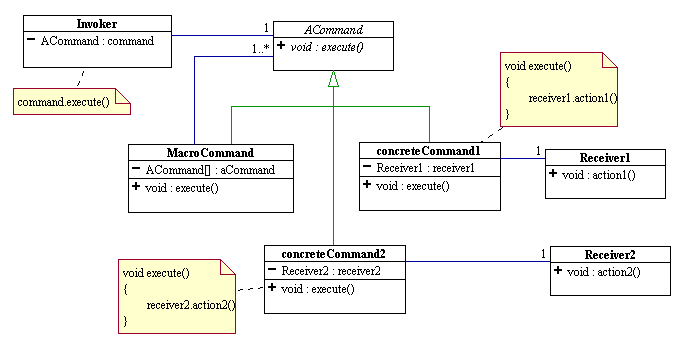 Invoker
− ACommand : command
1
1..*
ACommand
+ void : execute()
command.execute()
void execute()
{
receiver1.action1()
}
MacroCommand
− ACommand[] : aCommand
+ void : execute()
concreteCommand1
− Receiver1 : receiver1
+ void : execute()
1
Receiver1
+ void : action1()
void execute()
{
receiver2.action2()
}
concreteCommand2
− Receiver2 : receiver2
+ void : execute()
1
Receiver2
+ void : action2()